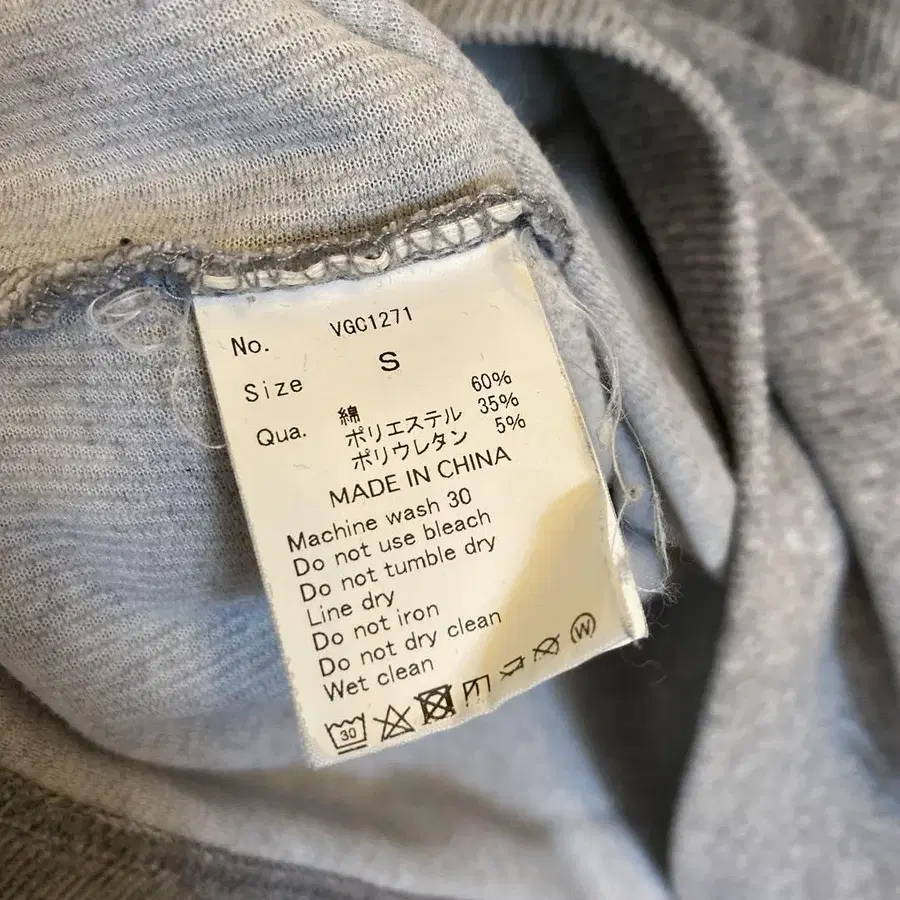 No. VGC1271
Size S
Qua. 綿 60%
ポリエステル 35%
ポリウレタン 5%
MADE IN CHINA
Machine wash 30
Do not use bleach
Do not tumble dry
Line dry
Do not iron
Do not dry clean
Wet clean
30 W